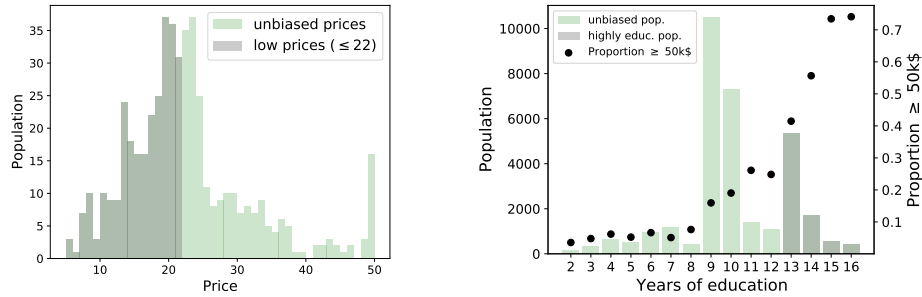 unbiased prices
low prices (≤ 22)
Population
35
30
25
20
15
10
5
0
10 20 30 40 50
Price
unbiased pop.
highly educ. pop.
Proportion ≥ 50k$
Population
10000
8000
6000
4000
2000
0
0.7
0.6
0.5
0.4
0.3
0.2
0.1
Proportion ≥ 50k$
2 3 4 5 6 7 8 9 10 11 12 13 14 15 16
Years of education